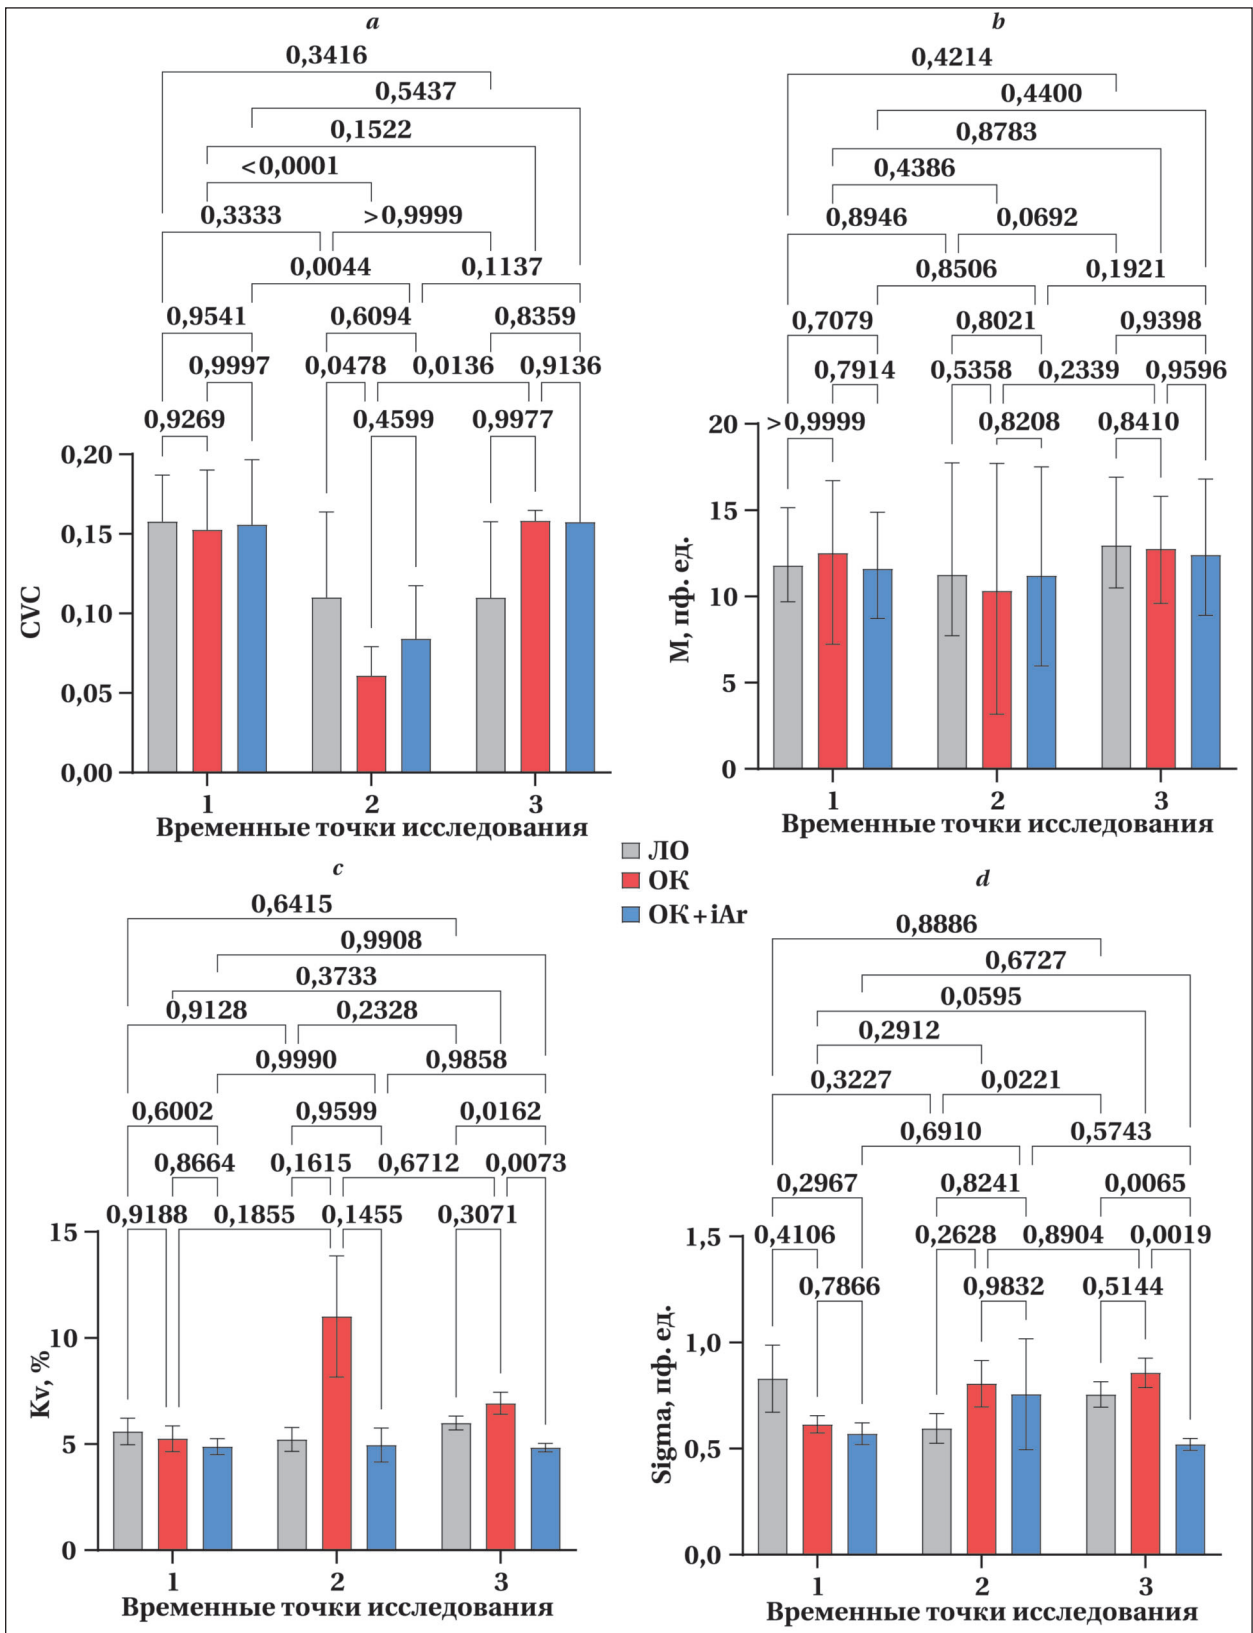 a
0,3416
0,5437
0,1522
<0,0001
0,3333 >0,9999
0,0044 0,1137
0,9541 0,6094 0,8359
0,9997 0,0478 0,0136 0,9136
0,9269 0,4599 0,9977
0,20
0,15
0,10
0,05
0,00
CVC
1 2 3
Временные точки исследования
b
0,4214
0,4400
0,8783
0,4386
0,8946 0,0692
0,8506 0,1921
0,7079 0,8021 0,9398
0,7914 0,5358 0,2339 0,9596
>0,9999 0,8208 0,8410
20
15
10
5
0
М, пф. ед.
1 2 3
Временные точки исследования
ЛО
ОК
ОК+iAr
c
0,6415
0,9908
0,3733
0,9128 0,2328
0,9990 0,9858
0,6002 0,9599 0,0162
0,8664 0,1615 0,6712 0,0073
0,9188 0,1855 0,1455 0,3071
15
10
5
0
Kv, %
1 2 3
Временные точки исследования
d
0,8886
0,6727
0,0595
0,2912
0,3227 0,0221
0,6910 0,5743
0,2967 0,8241 0,0065
0,4106 0,2628 0,8904 0,0019
0,7866 0,9832 0,5144
1,5
1,0
0,5
0,0
Sigma, пф. ед.
1 2 3
Временные точки исследования